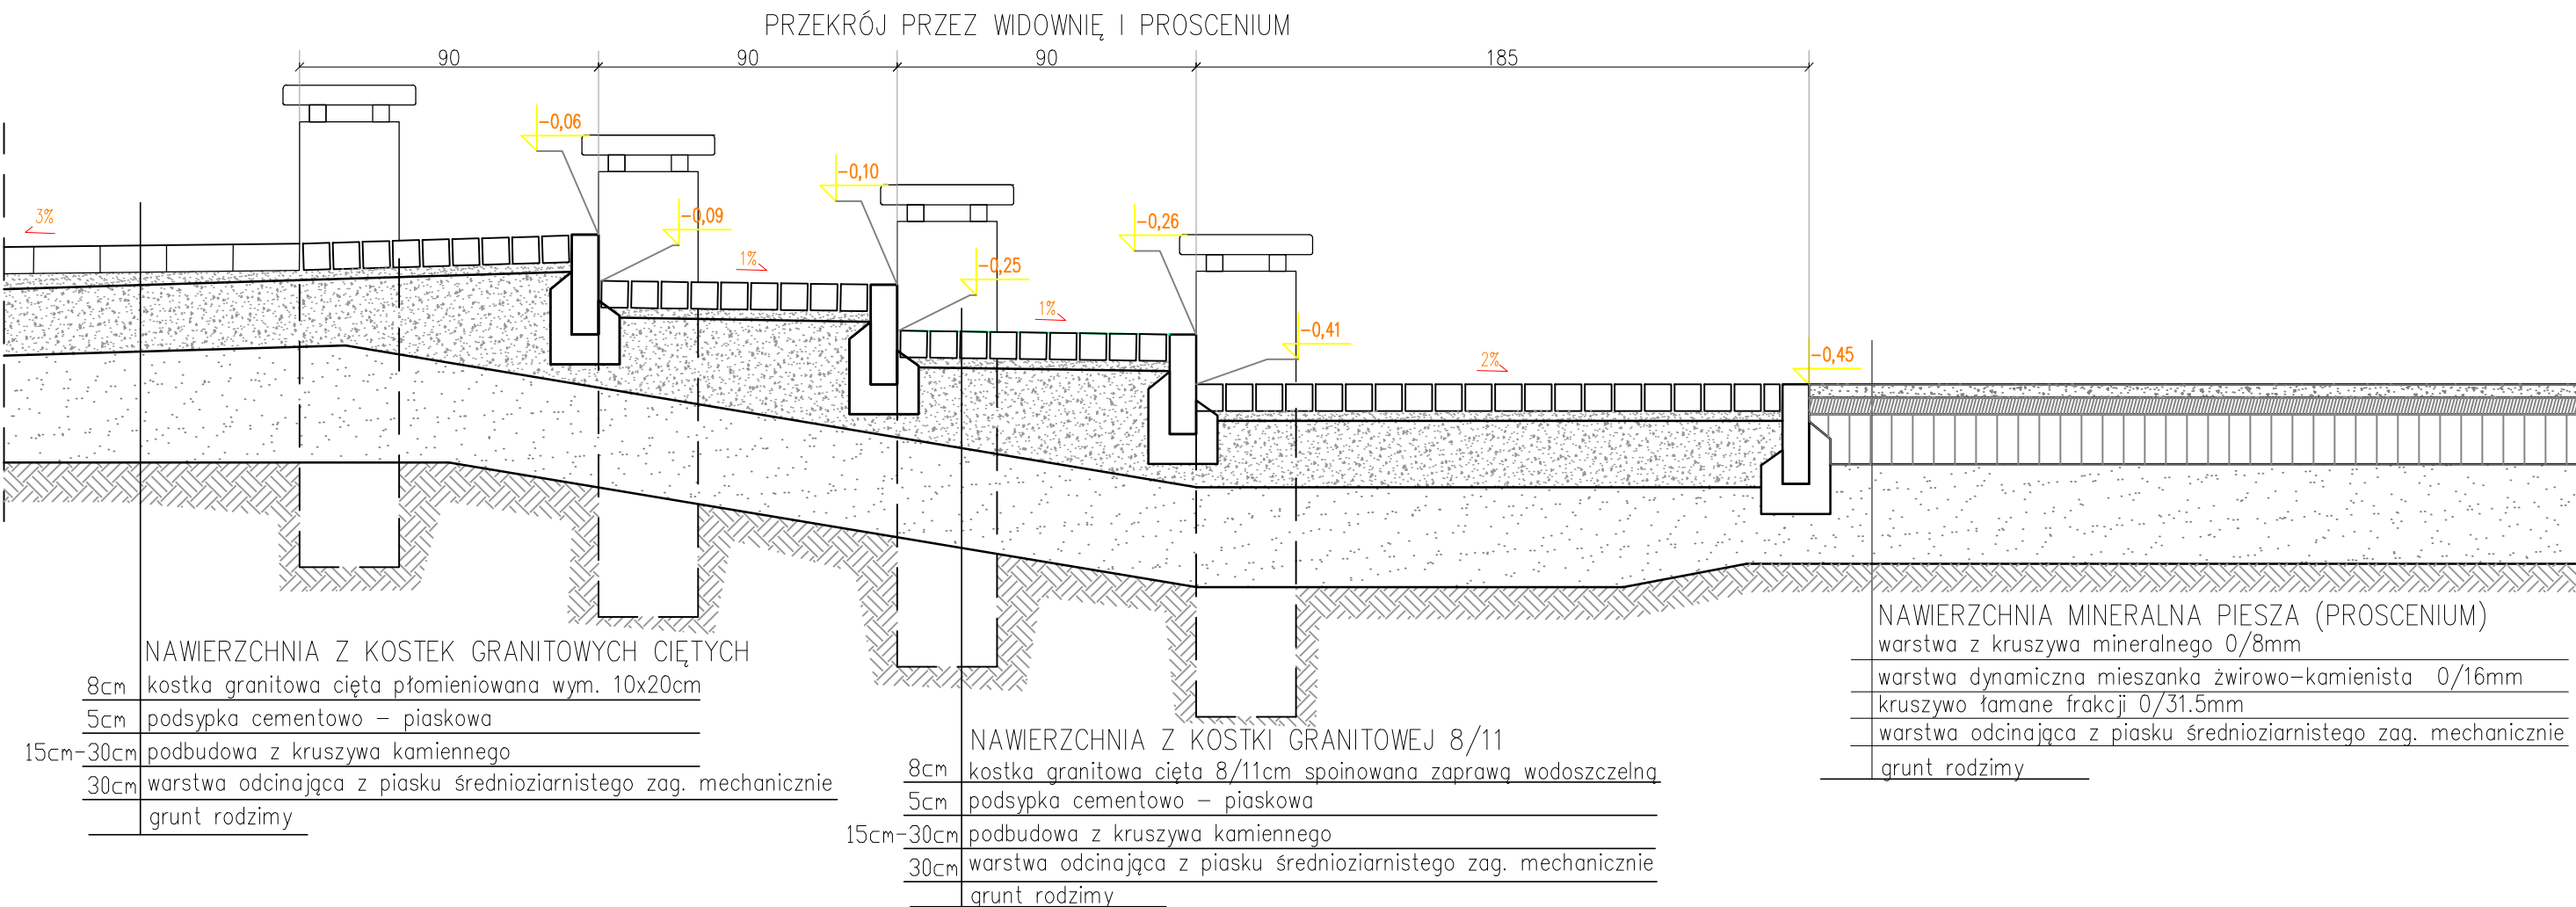 PRZEKRÓJ PRZEZ WIDOWNIĘ I PROSCENIUM
90 90 90 185
-0,06
-0,10
-0,09
3%
-0,26
1%
-0,25
1%
-0,41
2%
-0,45
NAWIERZCHNIA Z KOSTEK GRANITOWYCH CIĘTYCH
8cm kostka granitowa cięta płomieniowana wym. 10x20cm
5cm podsypka cementowo – piaskowa
15cm-30cm podbudowa z kruszywa kamiennego
30cm warstwa odcinająca z piasku średnioziarnistego zag. mechanicznie
grunt rodzimy
NAWIERZCHNIA Z KOSTKI GRANITOWEJ 8/11
8cm kostka granitowa cięta 8/11cm spoinowana zaprawą wodoszczelną
5cm podsypka cementowo – piaskowa
15cm-30cm podbudowa z kruszywa kamiennego
30cm warstwa odcinająca z piasku średnioziarnistego zag. mechanicznie
grunt rodzimy
NAWIERZCHNIA MINERALNA PIESZA (PROSCENIUM)
warstwa z kruszywa mineralnego 0/8mm
warstwa dynamiczna mieszanka żwirowo-kamienista 0/16mm
kruszywo łamane frakcji 0/31.5mm
warstwa odcinająca z piasku średnioziarnistego zag. mechanicznie
grunt rodzimy